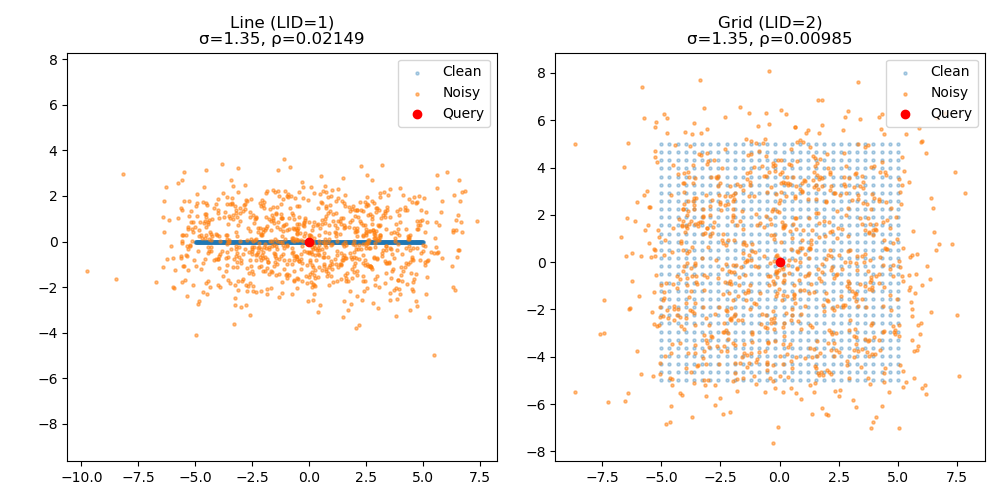 Line (LID=1)
σ=1.35, ρ=0.02149
Clean
Noisy
Query
8
6
4
2
0
−2
−4
−6
−8
−10.0 −7.5 −5.0 −2.5 0.0 2.5 5.0 7.5
Grid (LID=2)
σ=1.35, ρ=0.00985
Clean
Noisy
Query
8
6
4
2
0
−2
−4
−6
−8
−7.5 −5.0 −2.5 0.0 2.5 5.0 7.5